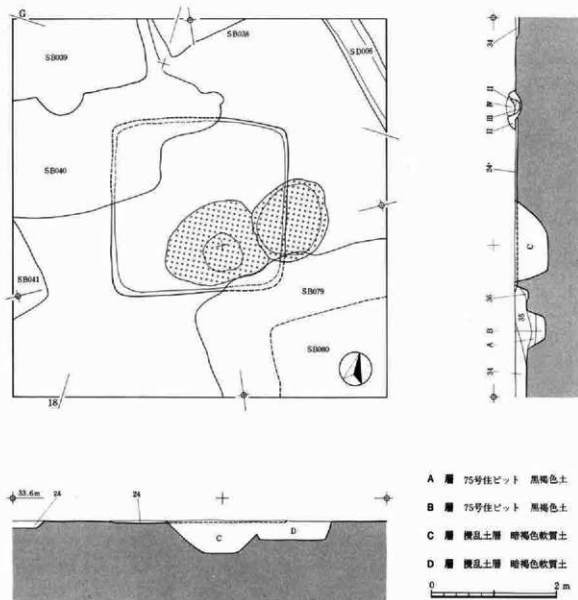 G
SB038
SB039
SD006
SB040
SB041
SB079
SB080
18
34
II
IV
III
II
24
C
36
35
B
A
34
33.6m
24
24
C
D
A 層 75号住ピット 黒褐色土
B 層 75号住ピット 黒褐色土
C 層 攪乱土層 暗褐色軟質土
D 層 攪乱土層 暗褐色軟質土
0 2 m